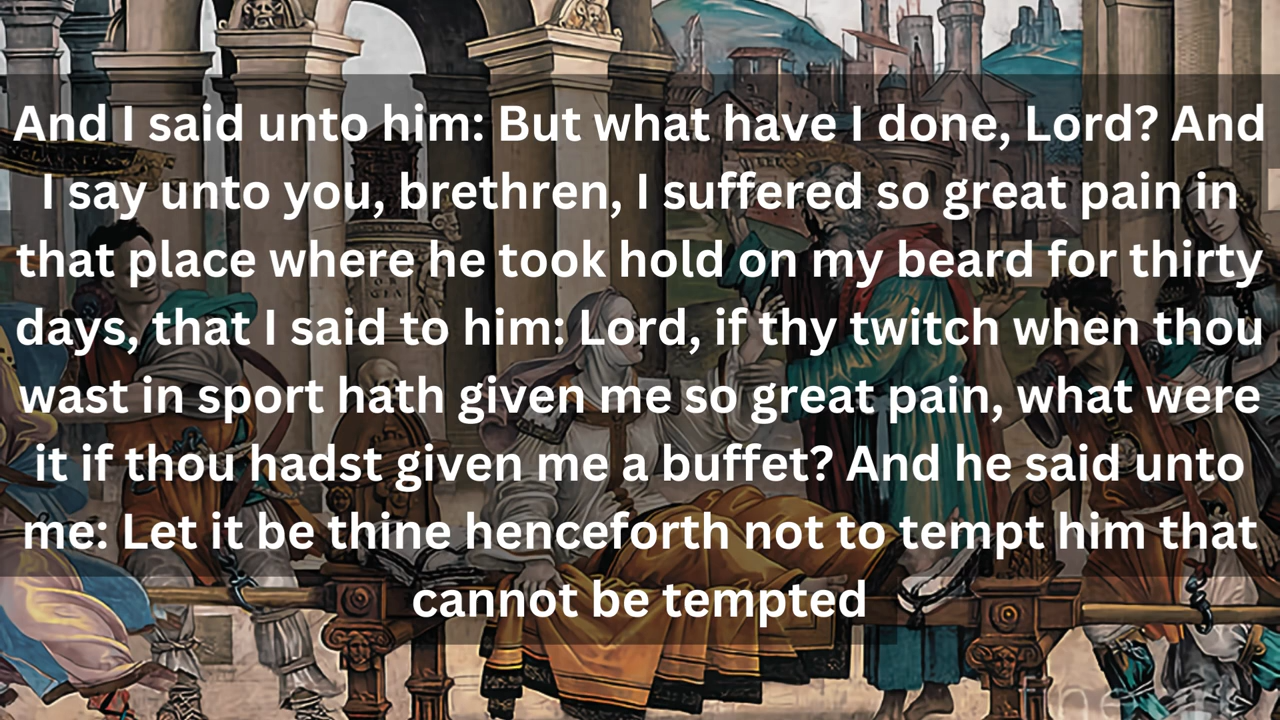 And I said unto him: But what have I done, Lord? And
I say unto you, brethren, I suffered so great pain in
that place where he took hold on my beard for thirty
days, that I said to him: Lord, if thy twitch when thou
wast in sport hath given me so great pain, what were
it if thou hadst given me a buffet? And he said unto
me: Let it be thine henceforth not to tempt him that
cannot be tempted